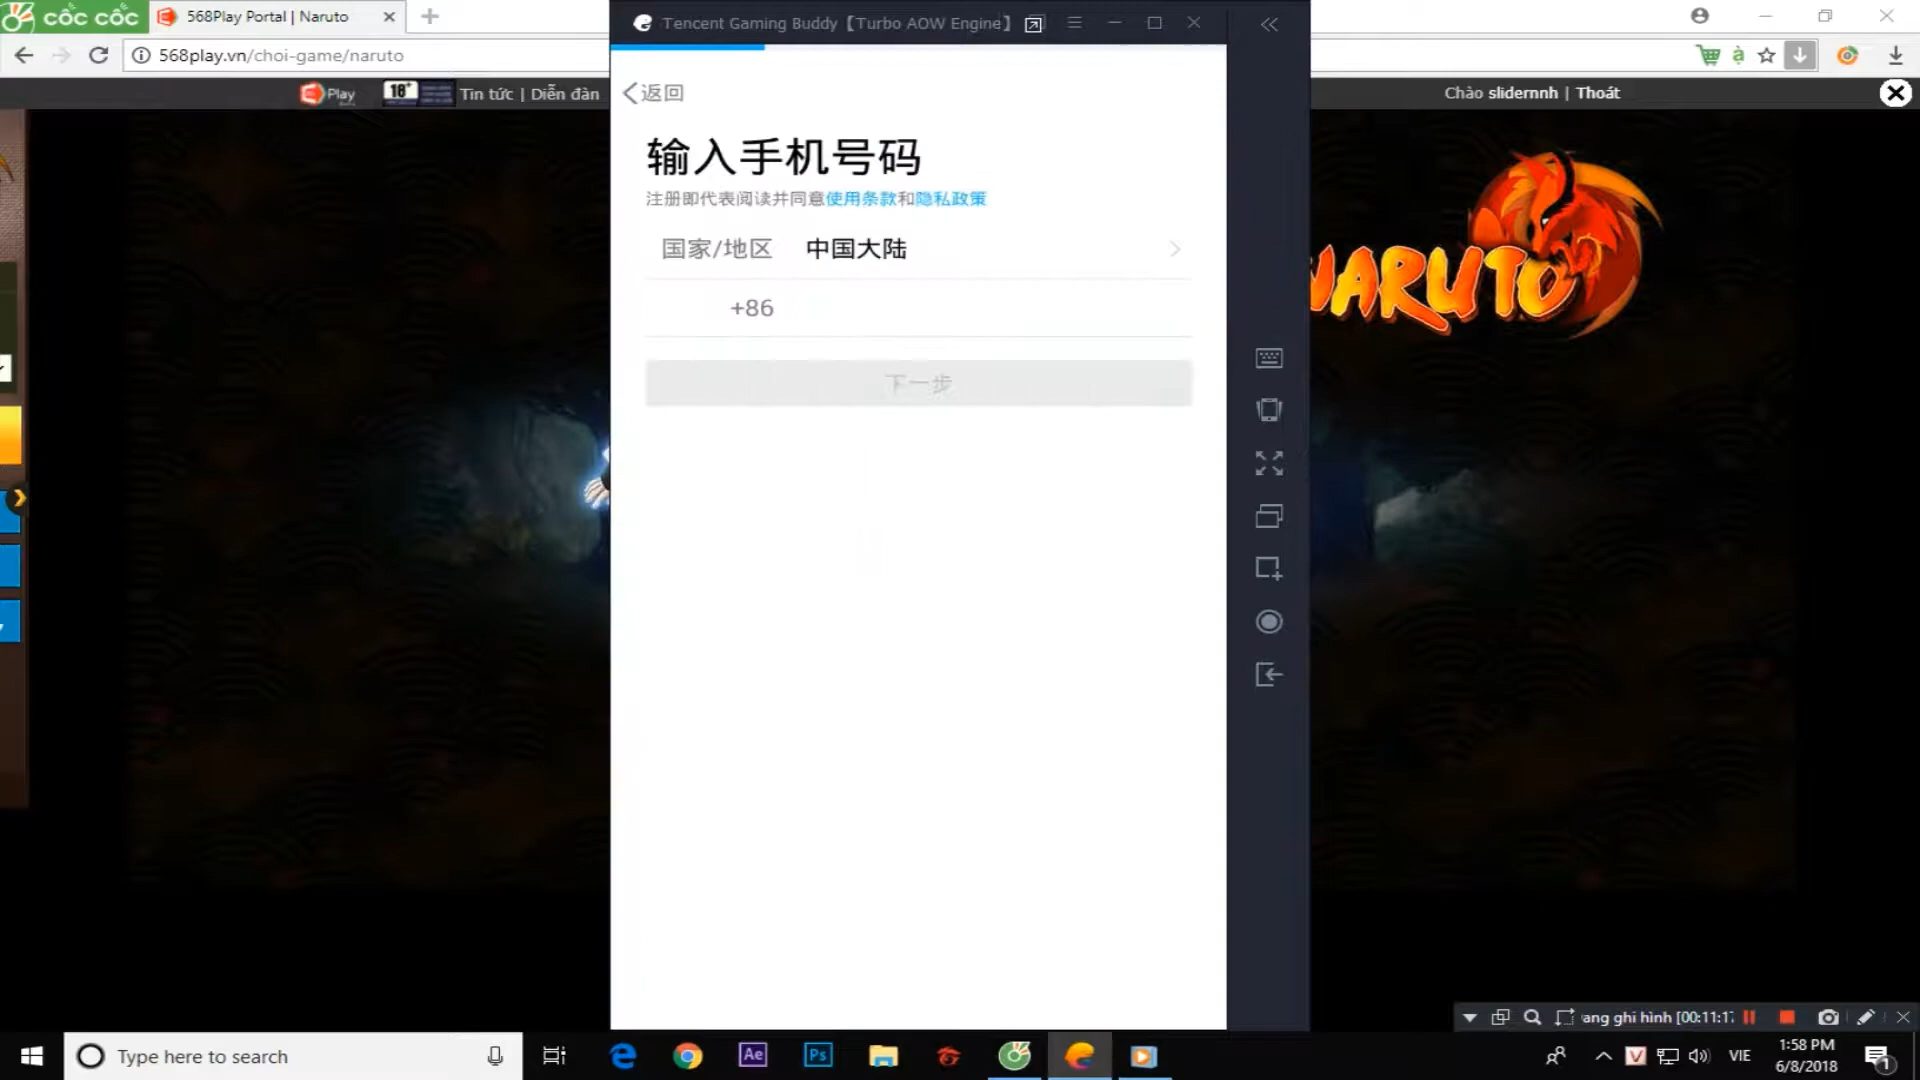 cốc cốc
568Play Portal | Naruto
Tencent Gaming Buddy【Turbo AOW Engine】
568play.vn/choi-game/naruto
Play
18+
Tin tức | Diễn đàn
Chào slidernnh | Thoát
返回
输入手机号码
注册即代表阅读并同意使用条款和隐私政策
国家/地区 中国大陆
+86
下一步
NARUTO
ang ghi hình [00:11:1
Type here to search
Ae
Ps
VIE
1:58 PM
6/8/2018
1